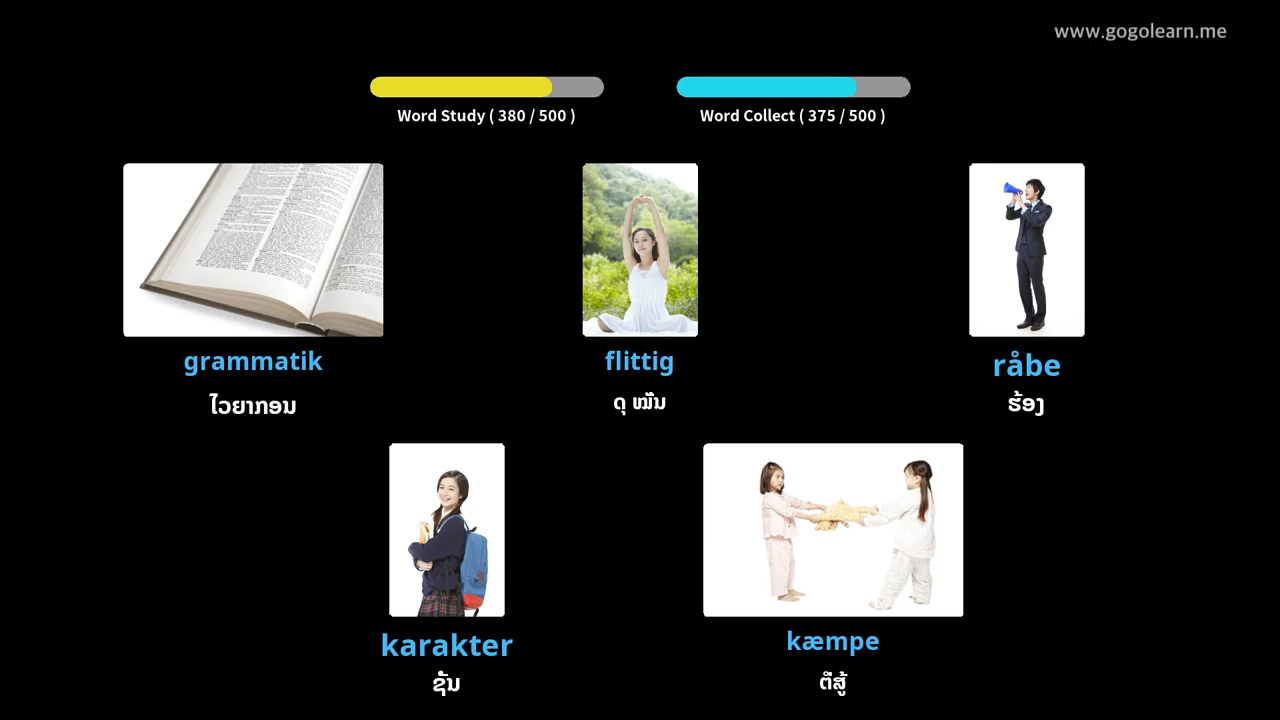 www.gogolearn.me
Word Study ( 380 / 500 )
Word Collect ( 375 / 500 )
grammatik
ໄວຍາກອນ
flittig
ດຸ ໝັ່ນ
råbe
ຮ້ອງ
karakter
ຊັ້ນ
kæmpe
ຕໍ່ສູ້